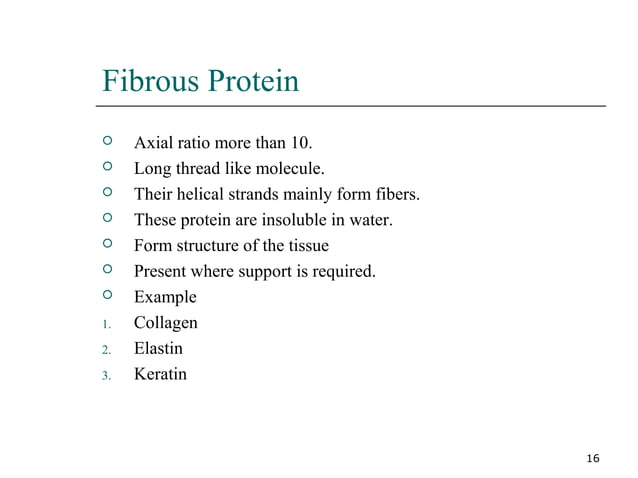 Fibrous Protein
Axial ratio more than 10.
Long thread like molecule.
Their helical strands mainly form fibers.
These protein are insoluble in water.
Form structure of the tissue
Present where support is required.
Example
1. Collagen
2. Elastin
3. Keratin
16